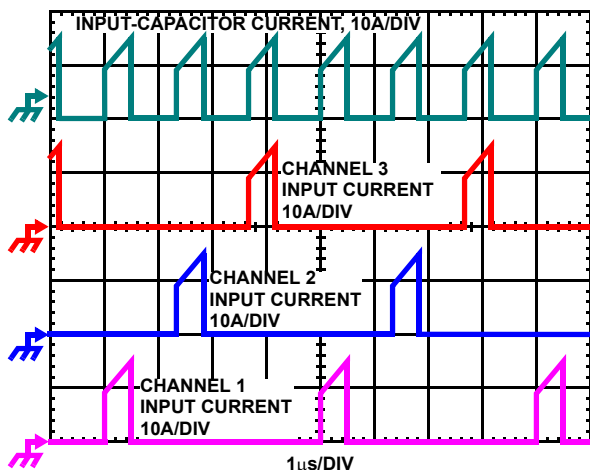 INPUT-CAPACITOR CURRENT, 10A/DIV
CHANNEL 3
INPUT CURRENT
10A/DIV
CHANNEL 2
INPUT CURRENT
10A/DIV
CHANNEL 1
INPUT CURRENT
10A/DIV
1μs/DIV